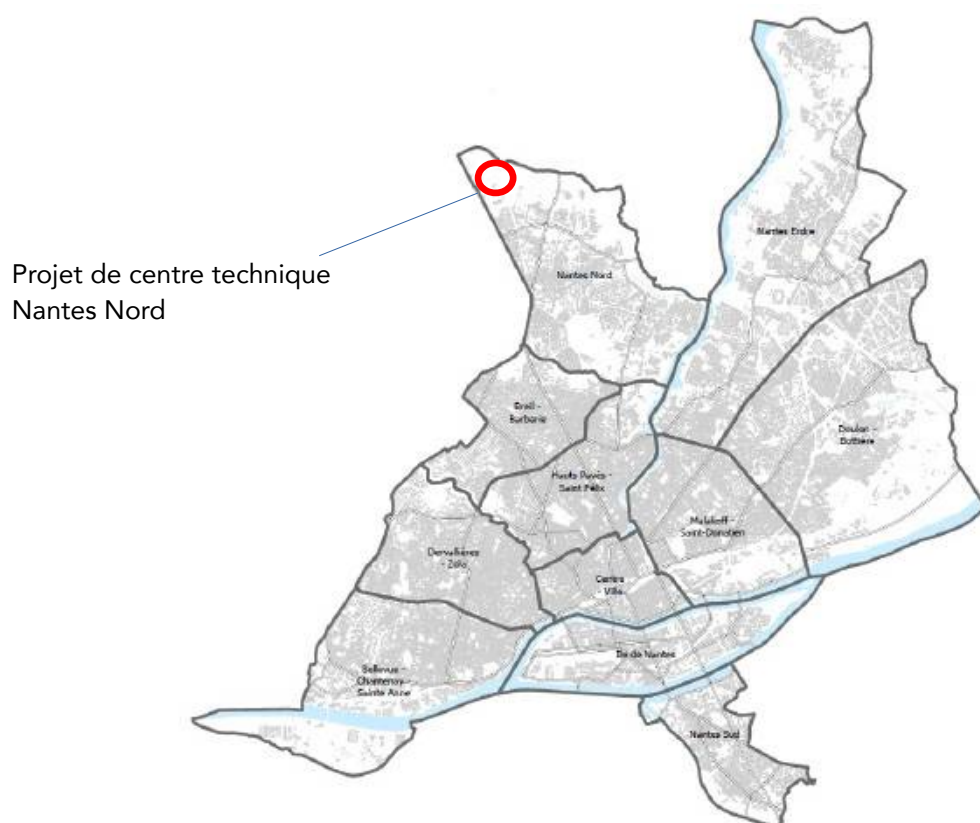 Projet de centre technique
Nantes Nord
Nantes Erdre
Nantes Nord
Breil -
Barberie
Doulon -
Bottière
Hauts Pavés -
Saint Félix
Malakoff -
Saint-Donatien
Dervallières
- Zola
Centre
- Ville
Ile de Nantes
Bellevue -
Chantenay -
Sainte Anne
Nantes Sud